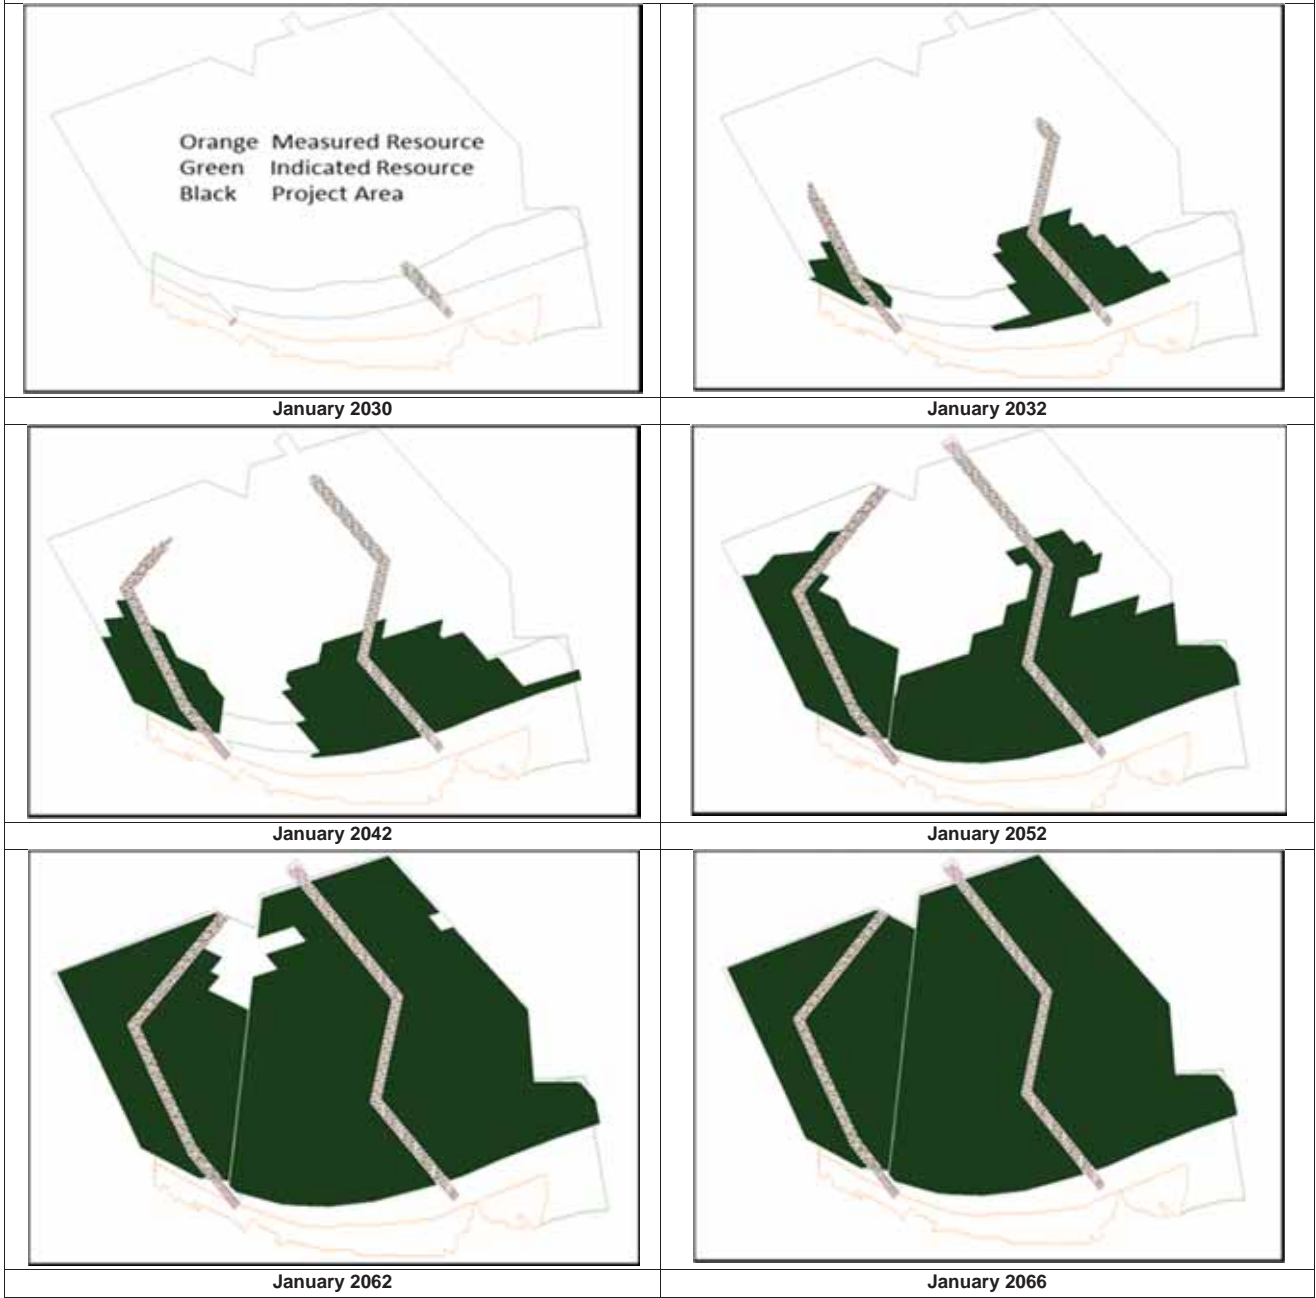 Orange Measured Resource
Green Indicated Resource
Black Project Area
January 2030
January 2032
January 2042
January 2052
January 2062
January 2066